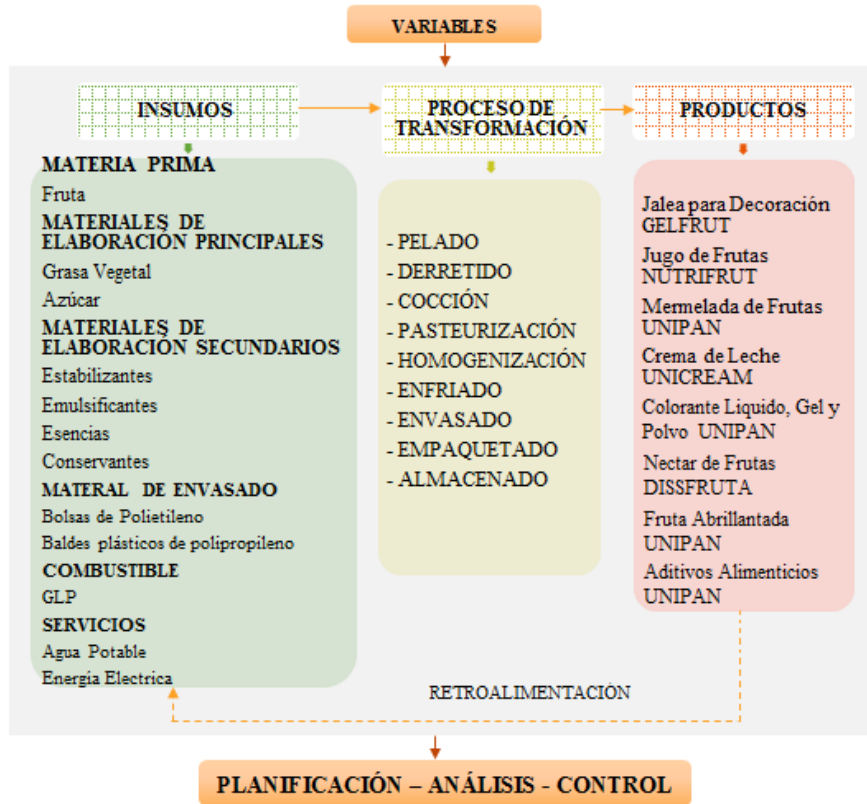 VARIABLES
INSUMOS
PROCESO DE
TRANSFORMACIÓN
PRODUCTOS
MATERIA PRIMA
Fruta
MATERIALES DE
ELABORACIÓN PRINCIPALES
Grasa Vegetal
Azúcar
MATERIALES DE
ELABORACIÓN SECUNDARIOS
Estabilizantes
Emulsificantes
Esencias
Conservantes
MATERAL DE ENVASADO
Bolsas de Polietileno
Baldes plásticos de polipropileno
COMBUSTIBLE
GLP
SERVICIOS
Agua Potable
Energía Electrica
- PELADO
- DERRETIDO
- COCCIÓN
- PASTEURIZACIÓN
- HOMOGENIZACIÓN
- ENFRIADO
- ENVASADO
- EMPAQUETADO
- ALMACENADO
Jalea para Decoración
GELFRUT
Jugo de Frutas
NUTRIFRUT
Mermelada de Frutas
UNIPAN
Crema de Leche
UNICREAM
Colorante Liquido, Gel y
Polvo UNIPAN
Nectar de Frutas
DISSFRUTA
Fruta Abrillantada
UNIPAN
Aditivos Alimenticios
UNIPAN
RETROALIMENTACIÓN
PLANIFICACIÓN – ANÁLISIS - CONTROL